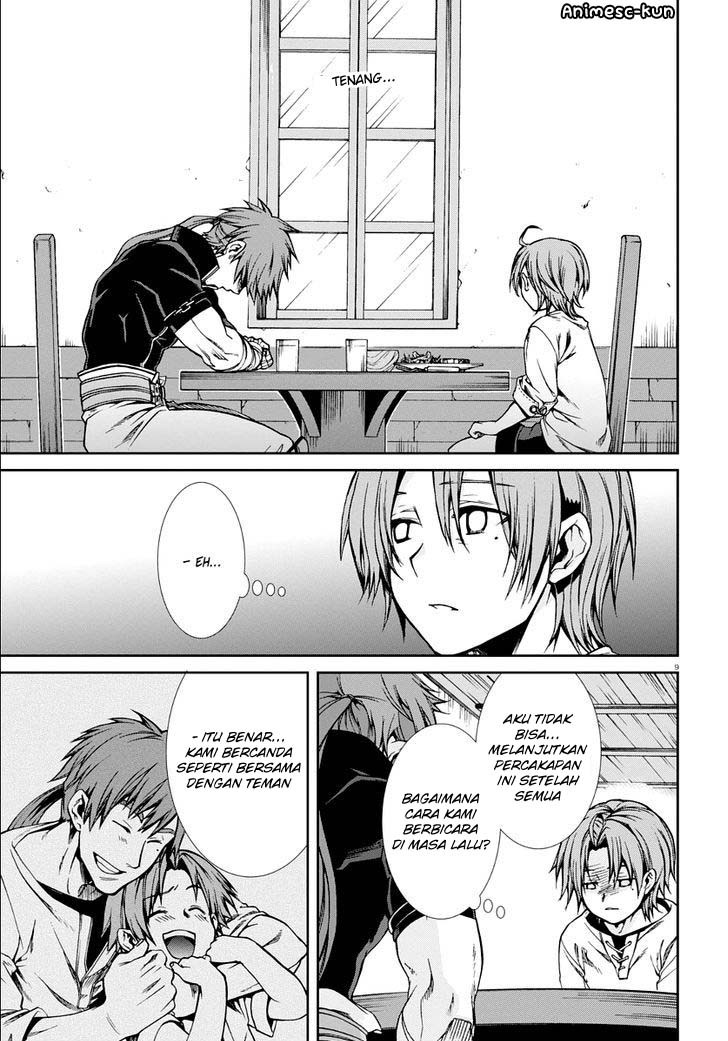 Animesc-kun
TENANG...
- EH...
9
AKU TIDAK
BISA...
MELANJUTKAN
PERCAKAPAN
INI SETELAH
SEMUA
BAGAIMANA
CARA KAMI
BERBICARA
DI MASA LALU?
- ITU BENAR...
KAMI BERCANDA
SEPERTI BERSAMA
DENGAN TEMAN